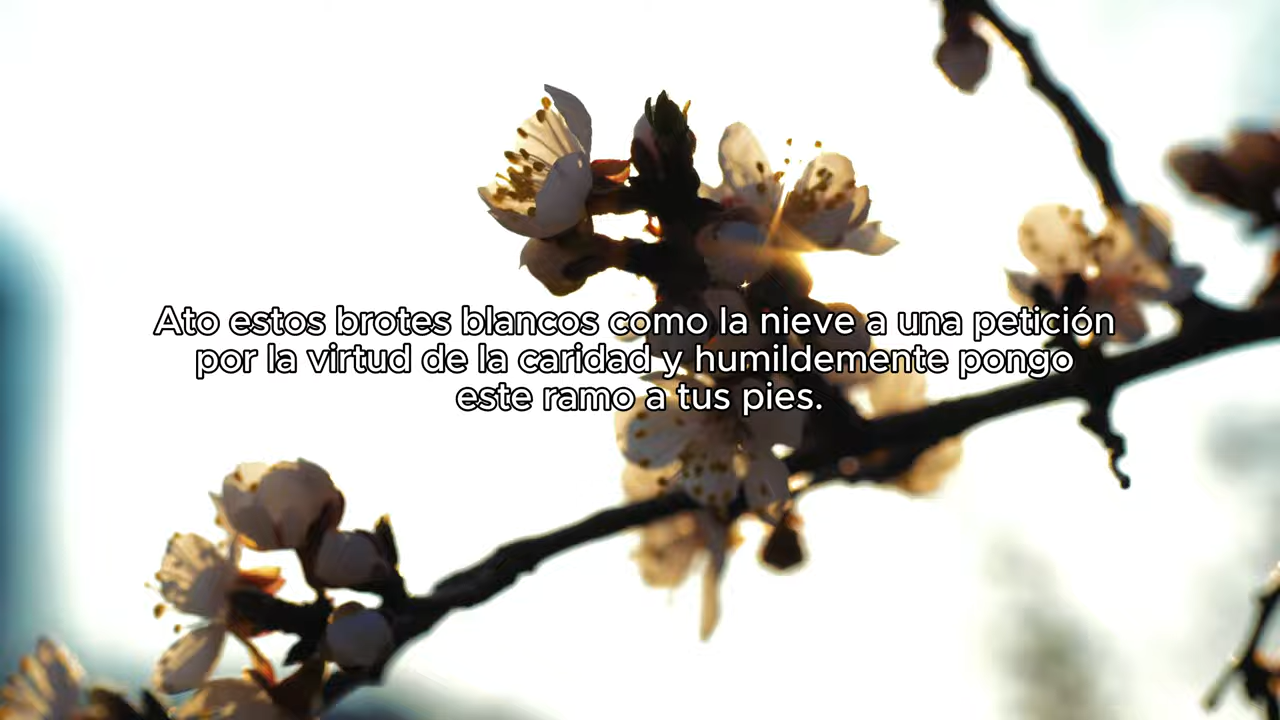 Ato estos brotes blancos como la nieve a una petición
por la virtud de la caridad y humildemente pongo
este ramo a tus pies.